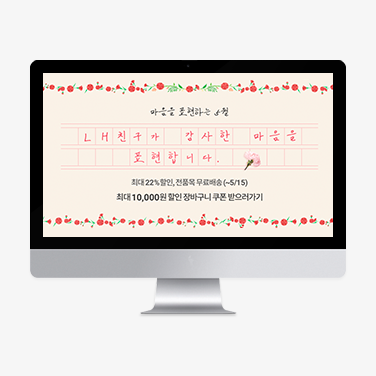 마음을 표현하는 5월
LH친구가 감사한 마음을
표현합니다.
최대 22% 할인, 전품목 무료배송 (~5/15)
최대 10,000원 할인 장바구니 쿠폰 받으러가기